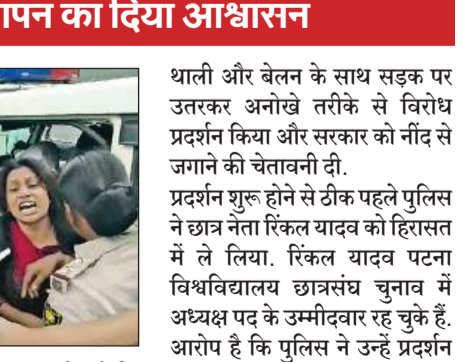 ापन का दिया आश्वासन
थाली और बेलन के साथ सड़क पर
उतरकर अनोखे तरीके से विरोध
प्रदर्शन किया और सरकार को नींद से
जगाने की चेतावनी दी.
प्रदर्शन शुरू होने से ठीक पहले पुलिस
ने छात्र नेता रिंकल यादव को हिरासत
में ले लिया. रिंकल यादव पटना
विश्वविद्यालय छात्रसंघ चुनाव में
अध्यक्ष पद के उम्मीदवार रह चुके हैं.
आरोप है कि पुलिस ने उन्हें प्रदर्शन